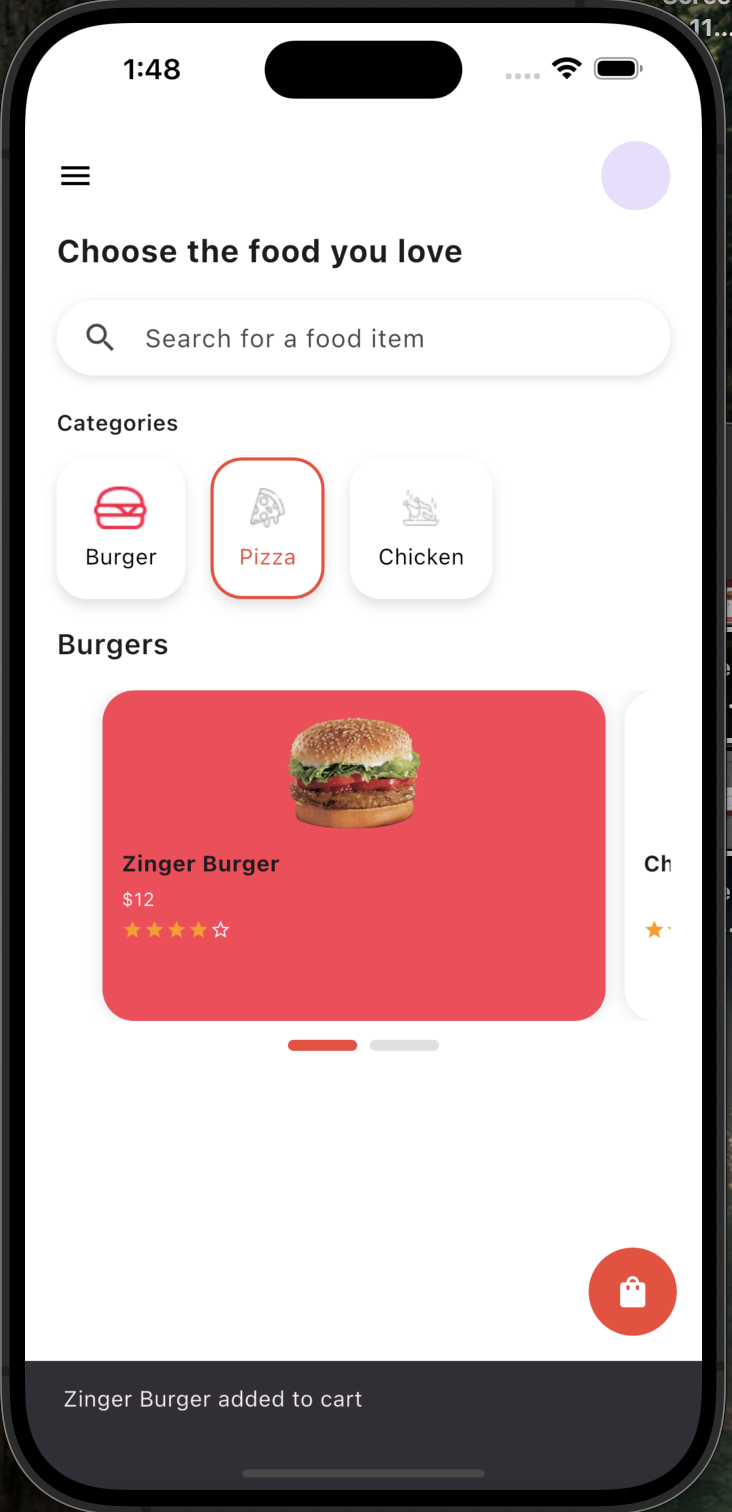 11...
1:48
Choose the food you love
Search for a food item
Categories
Burger Pizza Chicken
Burgers
Zinger Burger
Ch
$12
Zinger Burger added to cart